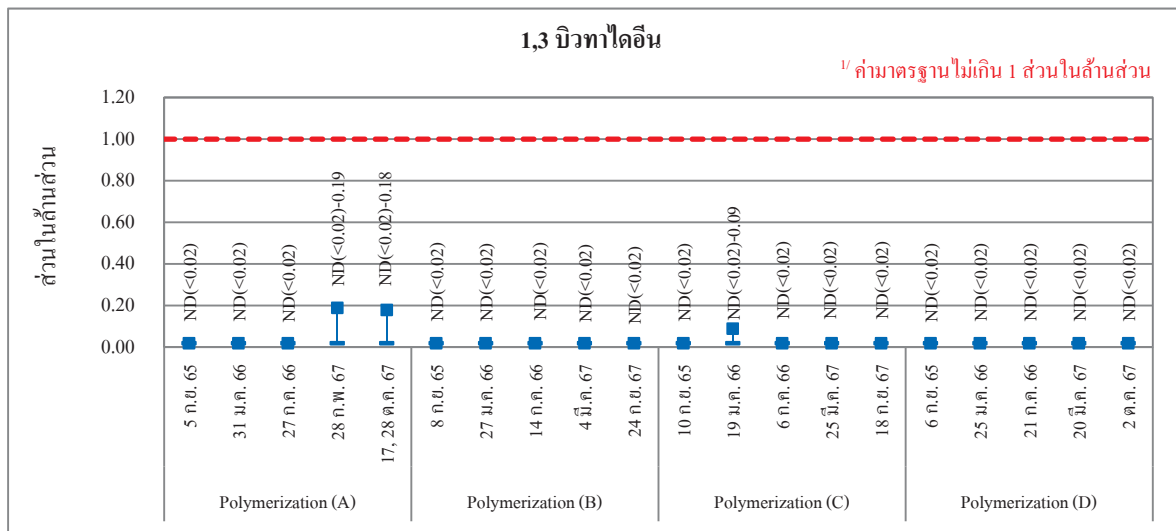 1,3 บิวทาไดอีน
1/ ค่ามาตรฐานไม่เกิน 1 ส่วนในล้านส่วน
ส่วนในล้านส่วน
1.20
1.00
0.80
0.60
0.40
0.20
0.00
ND(<0.02)
ND(<0.02)
ND(<0.02)
ND(<0.02)-0.19
ND(<0.02)-0.18
ND(<0.02)
ND(<0.02)
ND(<0.02)
ND(<0.02)
ND(<0.02)
ND(<0.02)
ND(<0.02)-0.09
ND(<0.02)
ND(<0.02)
ND(<0.02)
ND(<0.02)
ND(<0.02)
ND(<0.02)
ND(<0.02)
ND(<0.02)
5 ก.ย. 65
31 ม.ค. 66
27 ก.ค. 66
28 ก.พ. 67
17, 28 ต.ค. 67
8 ก.ย. 65
27 ม.ค. 66
14 ก.ค. 66
4 มี.ค. 67
24 ก.ย. 67
10 ก.ย. 65
19 ม.ค. 66
6 ก.ค. 66
25 มี.ค. 67
18 ก.ย. 67
6 ก.ย. 65
25 ม.ค. 66
21 ก.ค. 66
20 มี.ค. 67
2 ต.ค. 67
Polymerization (A)
Polymerization (B)
Polymerization (C)
Polymerization (D)